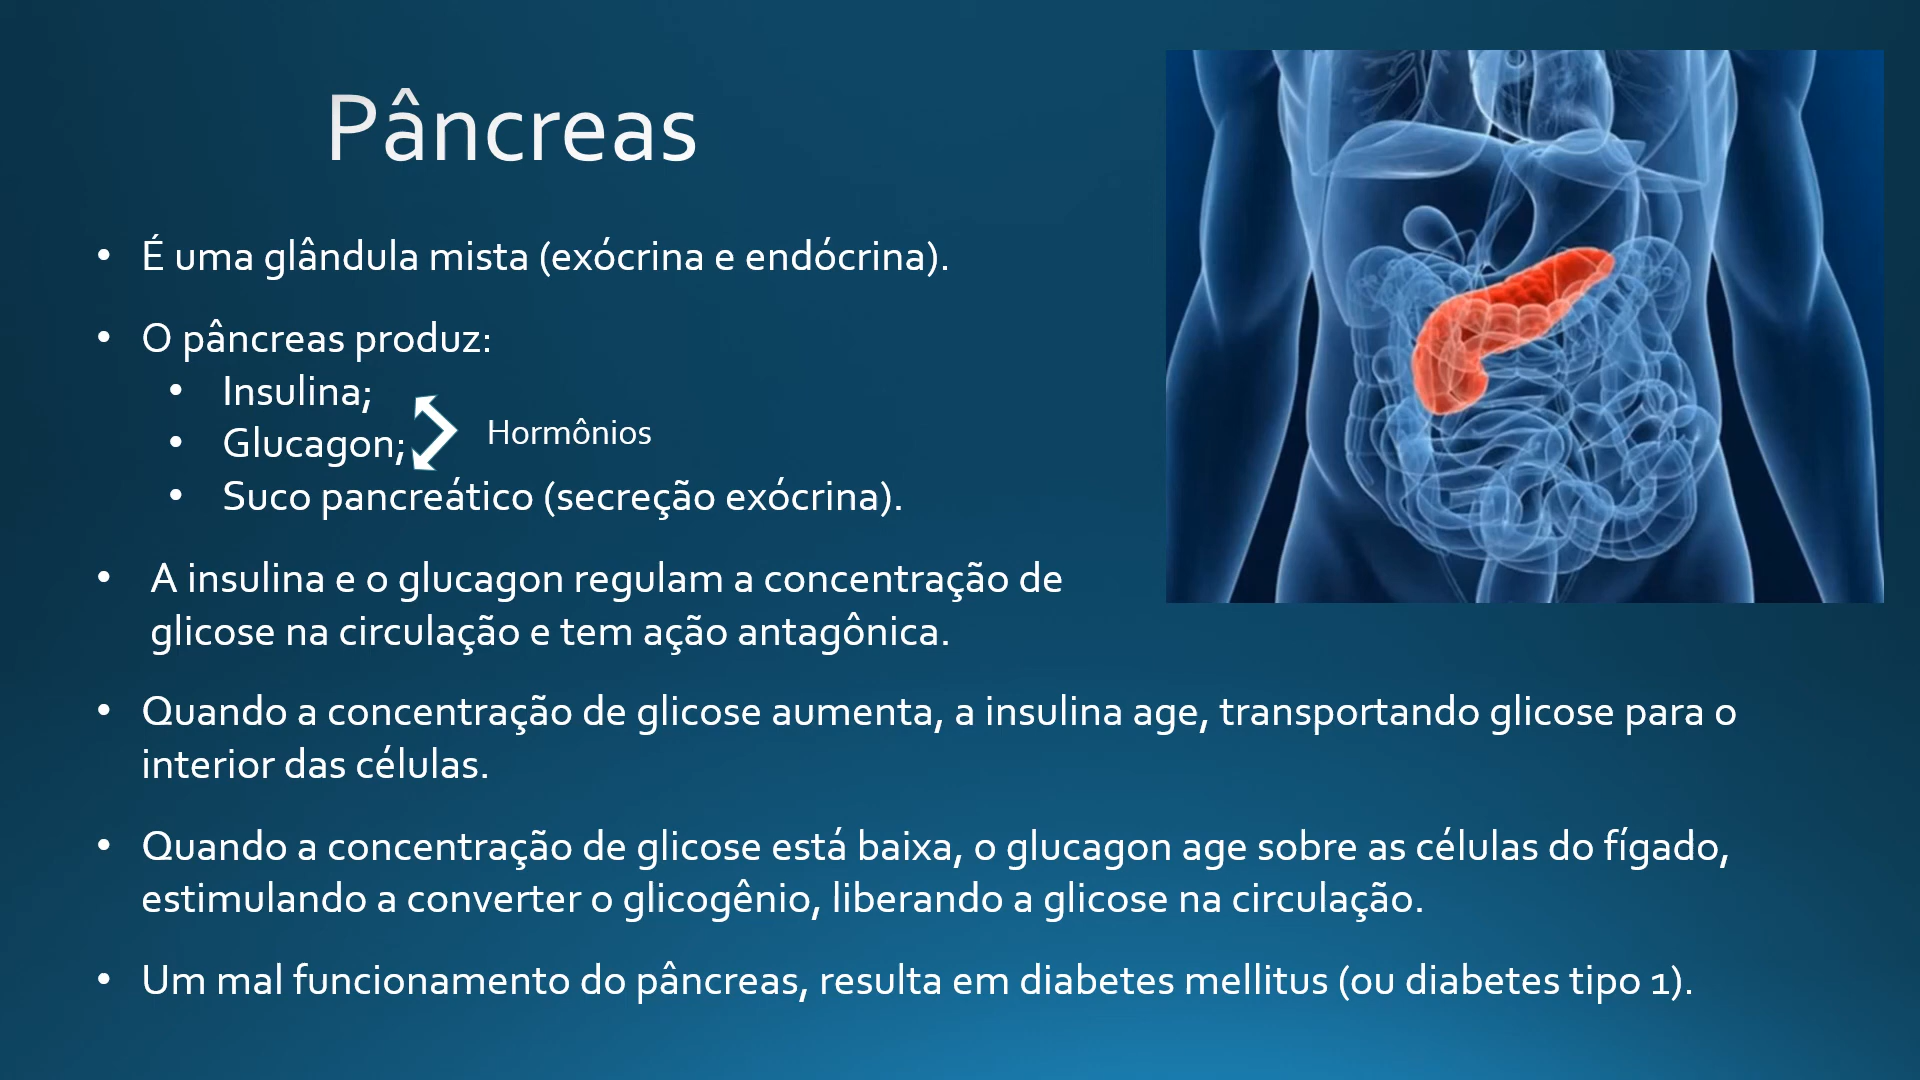 Pâncreas
• É uma glândula mista (exócrina e endócrina).
• O pâncreas produz:
• Insulina;
• Glucagon;
Hormônios
• Suco pancreático (secreção exócrina).
• A insulina e o glucagon regulam a concentração de
glicose na circulação e tem ação antagônica.
• Quando a concentração de glicose aumenta, a insulina age, transportando glicose para o
interior das células.
• Quando a concentração de glicose está baixa, o glucagon age sobre as células do fígado,
estimulando a converter o glicogênio, liberando a glicose na circulação.
• Um mal funcionamento do pâncreas, resulta em diabetes mellitus (ou diabetes tipo 1).